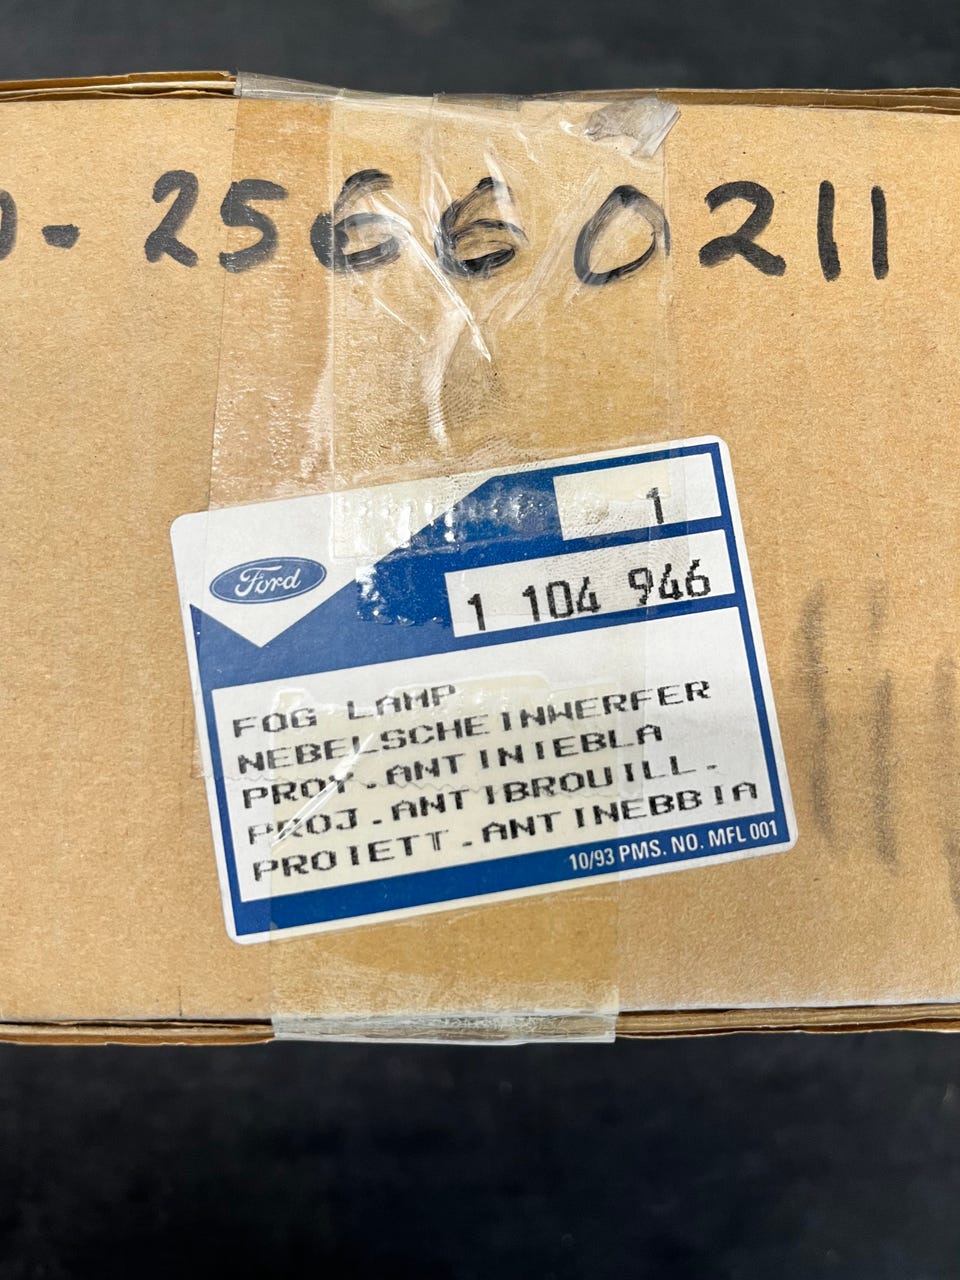 -25660211
1
Ford
1 104 946
FOG LAMP
NEBELSCHEINWERFER
PROY.ANTINIEBLA
PROJ.ANTIBROUILL.
PROIETT.ANTINEBBIA
10/93 PMS. NO. MFL 001